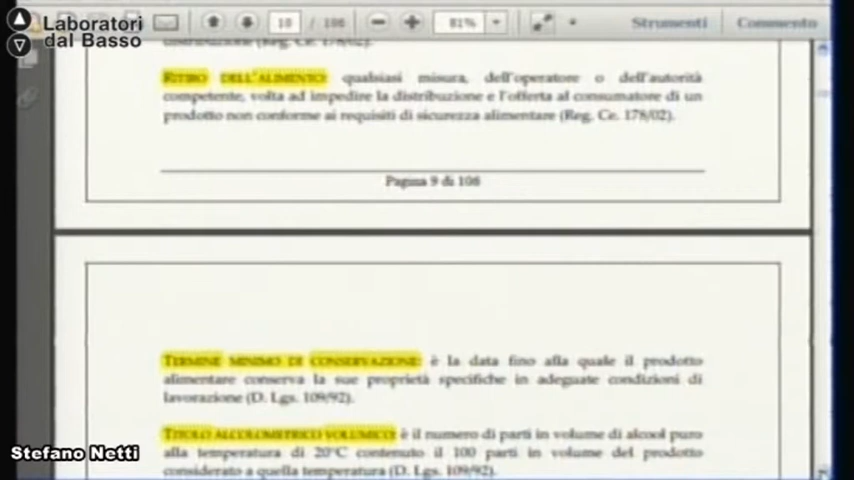 Laboratori
dal Basso
10 / 108
81%
Strumenti
Commento
distribuzione (Reg. Ce. 178/02).
RITIRO DELL'ALIMENTO: qualsiasi misura, dell'operatore o dell'autorità
competente, volta ad impedire la distribuzione e l'offerta al consumatore di un
prodotto non conforme ai requisiti di sicurezza alimentare (Reg. Ce. 178/02).
Pagina 9 di 108
TERMINE MINIMO DI CONSERVAZIONE: è la data fino alla quale il prodotto
alimentare conserva la sue proprietà specifiche in adeguate condizioni di
lavorazione (D. Lgs. 109/92).
TITOLO ALCOLOMETRICO VOLUMICO: è il numero di parti in volume di alcol puro
alla temperatura di 20°C contenuto il 100 parti in volume del prodotto
considerato a quella temperatura (D. Lgs. 109/92).
Stefano Netti